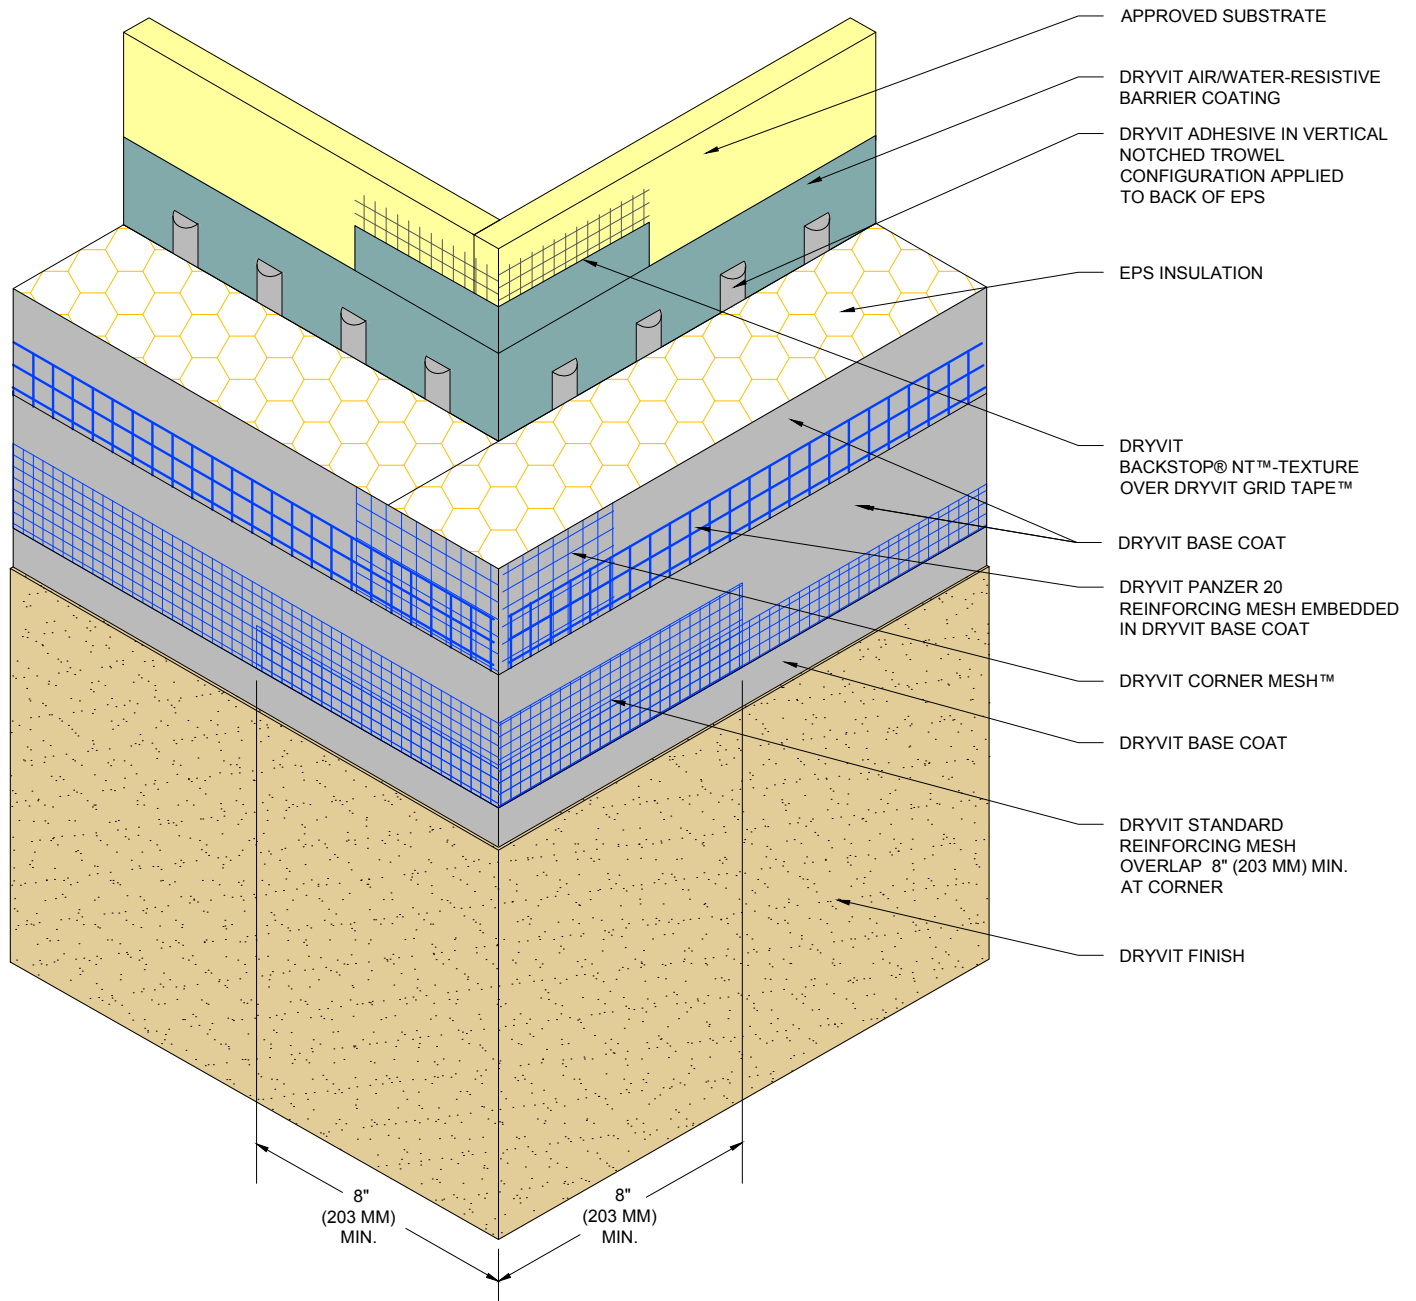 APPROVED SUBSTRATE
DRYVIT AIR/WATER-RESISTIVE
BARRIER COATING
DRYVIT ADHESIVE IN VERTICAL
NOTCHED TROWEL
CONFIGURATION APPLIED
TO BACK OF EPS
EPS INSULATION
DRYVIT
BACKSTOP® NT™-TEXTURE
OVER DRYVIT GRID TAPE™
DRYVIT BASE COAT
DRYVIT PANZER 20
REINFORCING MESH EMBEDDED
IN DRYVIT BASE COAT
DRYVIT CORNER MESH™
DRYVIT BASE COAT
DRYVIT STANDARD
REINFORCING MESH
OVERLAP 8" (203 MM) MIN.
AT CORNER
DRYVIT FINISH
8"
(203 MM)
MIN.
8"
(203 MM)
MIN.